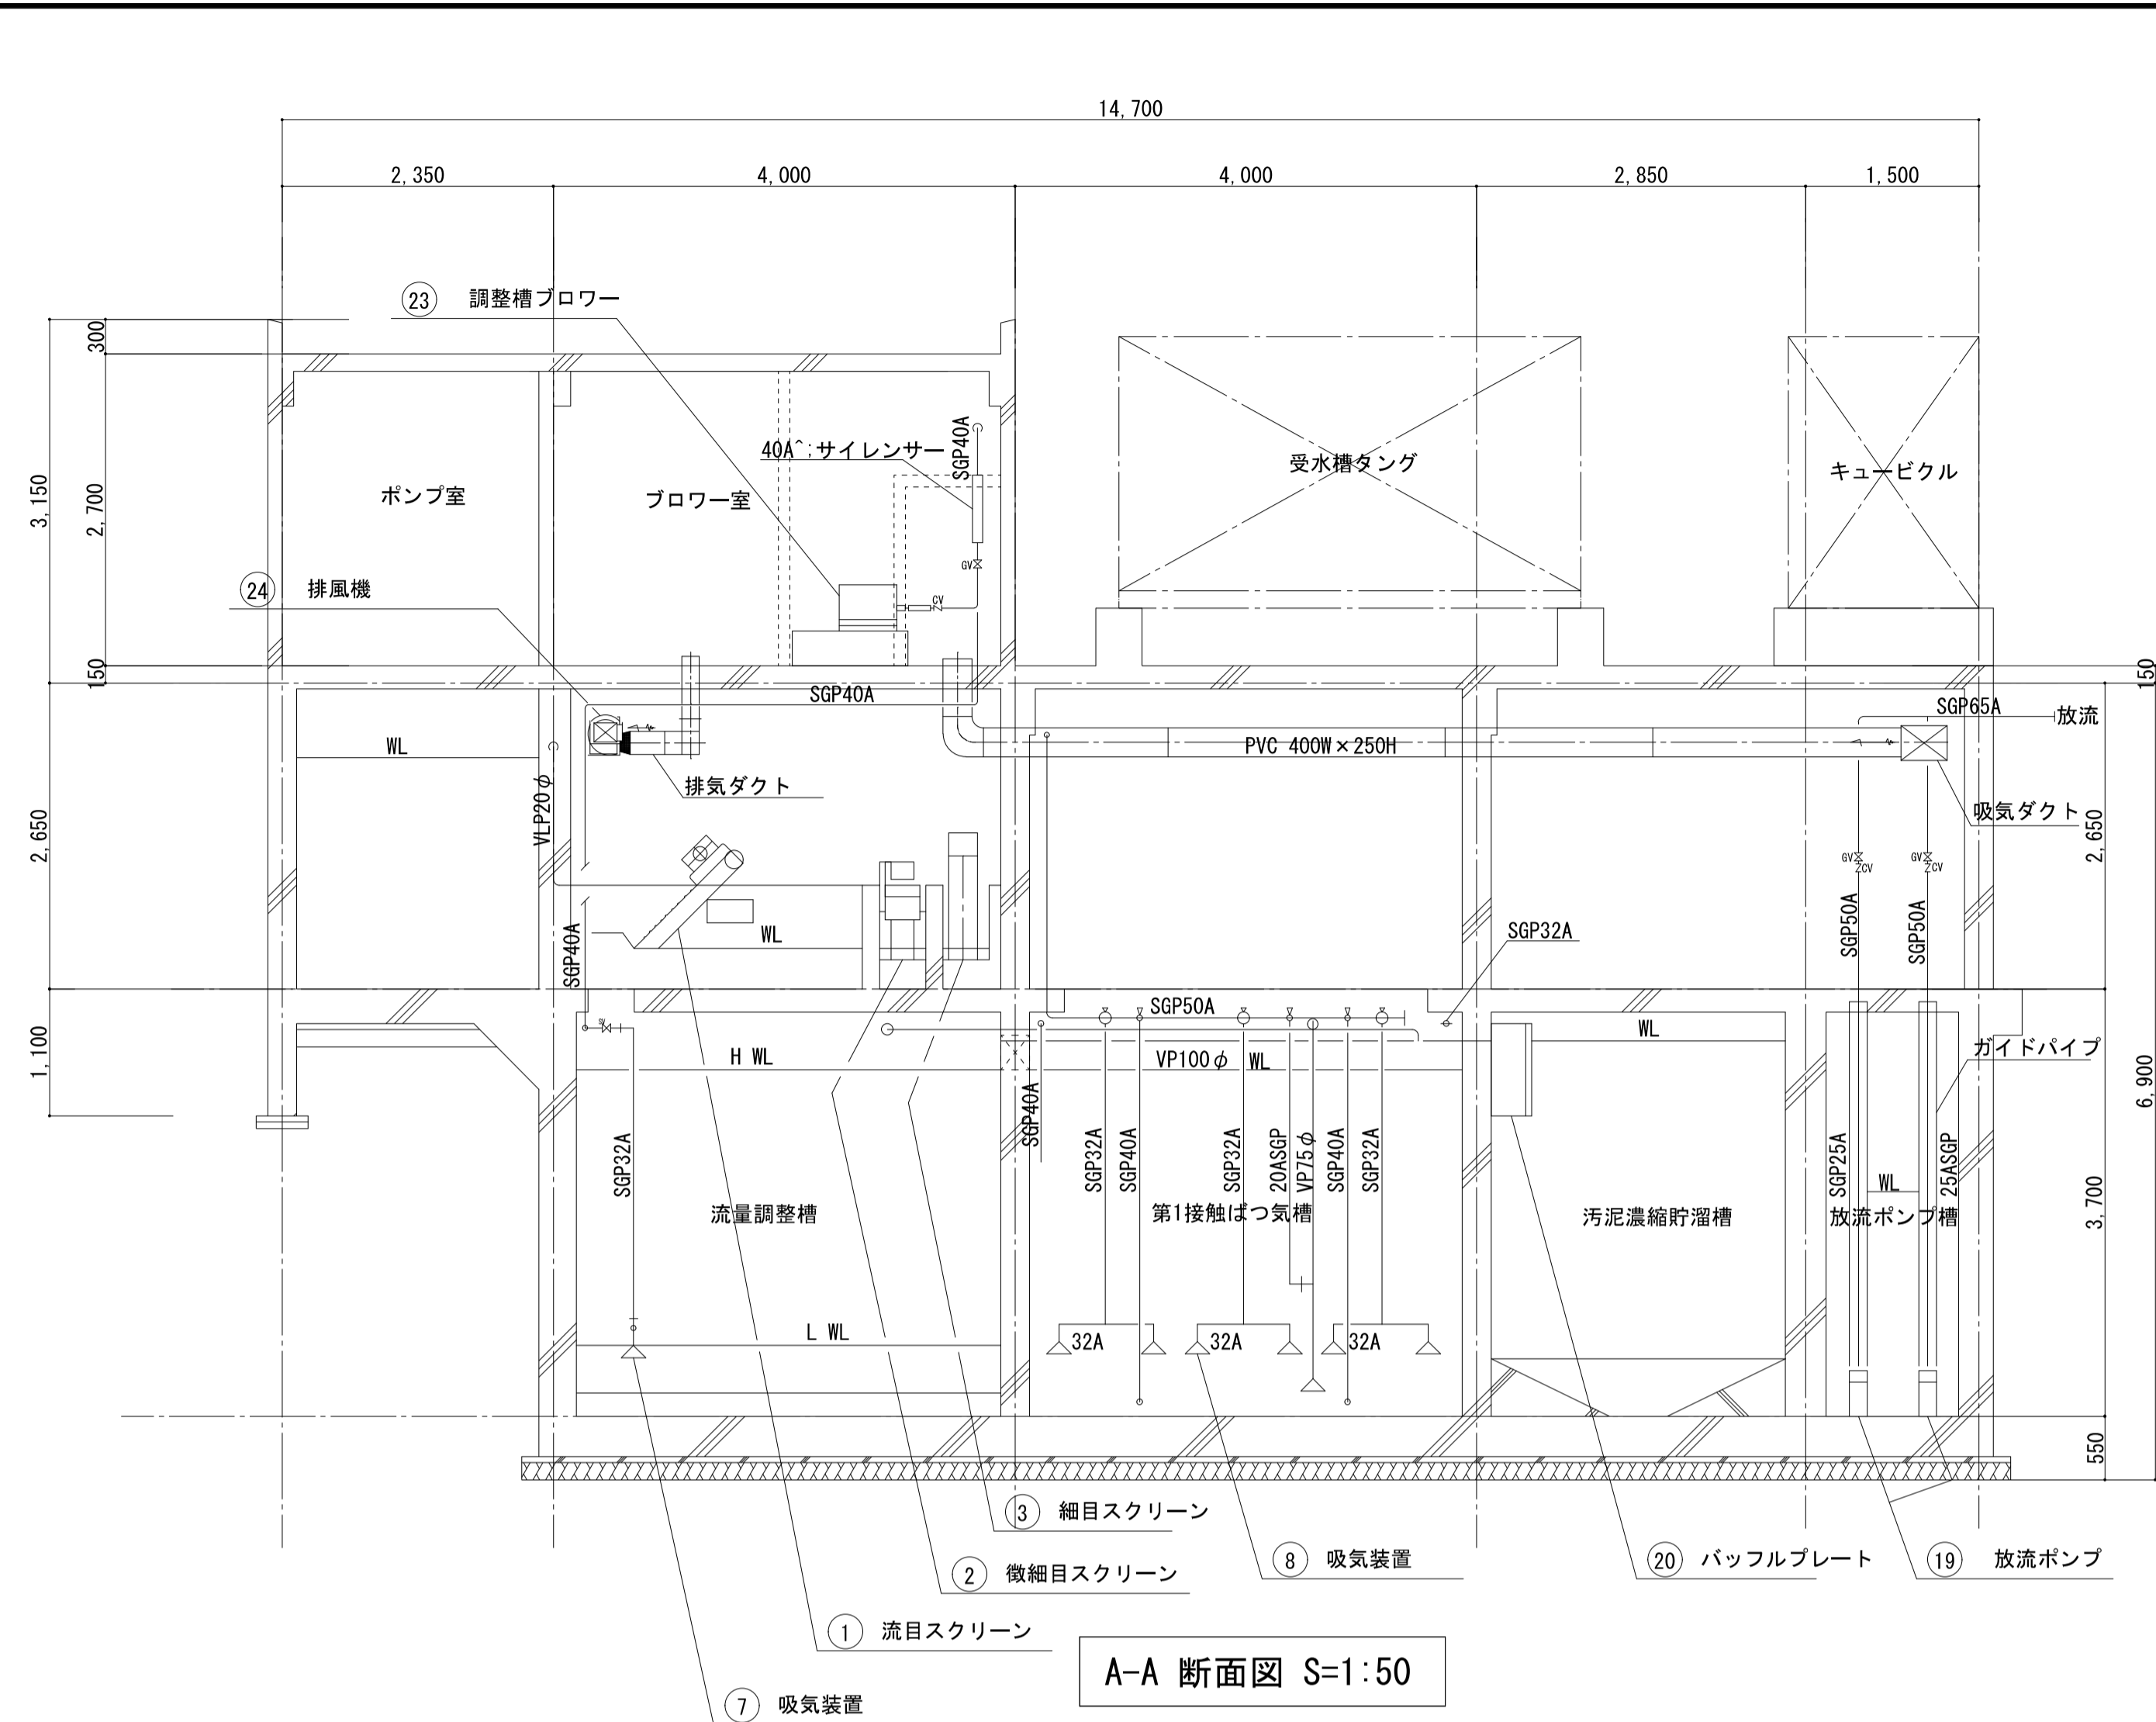 14,700
2,350
4,000
4,000
2,850
1,500
23 調整槽ブロワー
300
3,150
2,700
150
40A^;サイレンサー
SGP40A
ポンプ室
ブロワー室
受水槽タング
キュービクル
GV
CV
24 排風機
150
SGP40A
SGP65A
放流
WL
PVC 400W×250H
排気ダクト
VLP20φ
吸気ダクト
2,650
2,650
GV
CV
GV
CV
SGP50A
SGP50A
WL
SGP32A
SGP40A
SGP50A
WL
1,100
H WL
VP100φ
WL
ガイドパイプ
6,900
SGP40A
SGP32A
SGP32A
SGP40A
SGP32A
20ASGP
VP75φ
SGP40A
SGP32A
SGP25A
WL
25ASGP
3,700
流量調整槽
第1接触ばつ気槽
汚泥濃縮貯溜槽
放流ポンプ槽
L WL
32A
32A
32A
550
3 細目スクリーン
2 微細目スクリーン
8 吸気装置
20 バッフルプレート
19 放流ポンプ
1 流目スクリーン
A-A 断面図 S=1:50
7 吸気装置